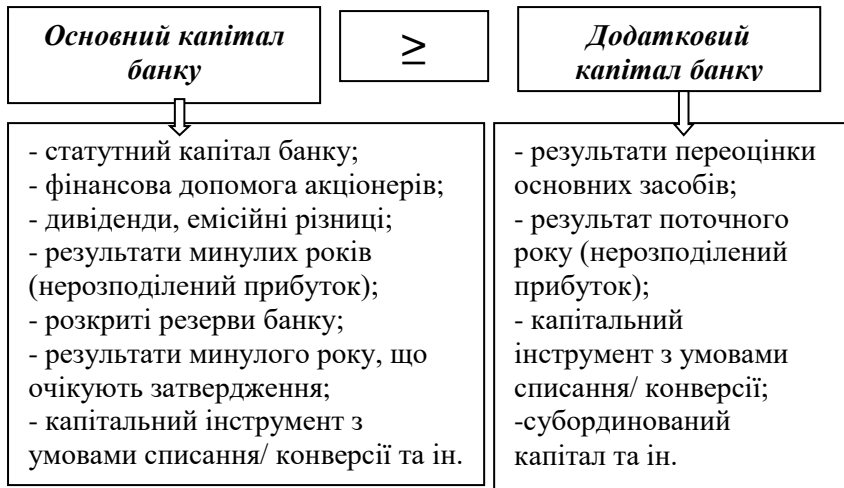 Основний капітал
банку
≥
Додатковий
капітал банку
- статутний капітал банку;
- фінансова допомога акціонерів;
- дивіденди, емісійні різниці;
- результати минулих років
(нерозподілений прибуток);
- розкриті резерви банку;
- результати минулого року, що
очікують затвердження;
- капітальний інструмент з
умовами списання/ конверсії та ін.
- результати переоцінки
основних засобів;
- результат поточного
року (нерозподілений
прибуток);
- капітальний
інструмент з умовами
списання/ конверсії;
-субординований
капітал та ін.